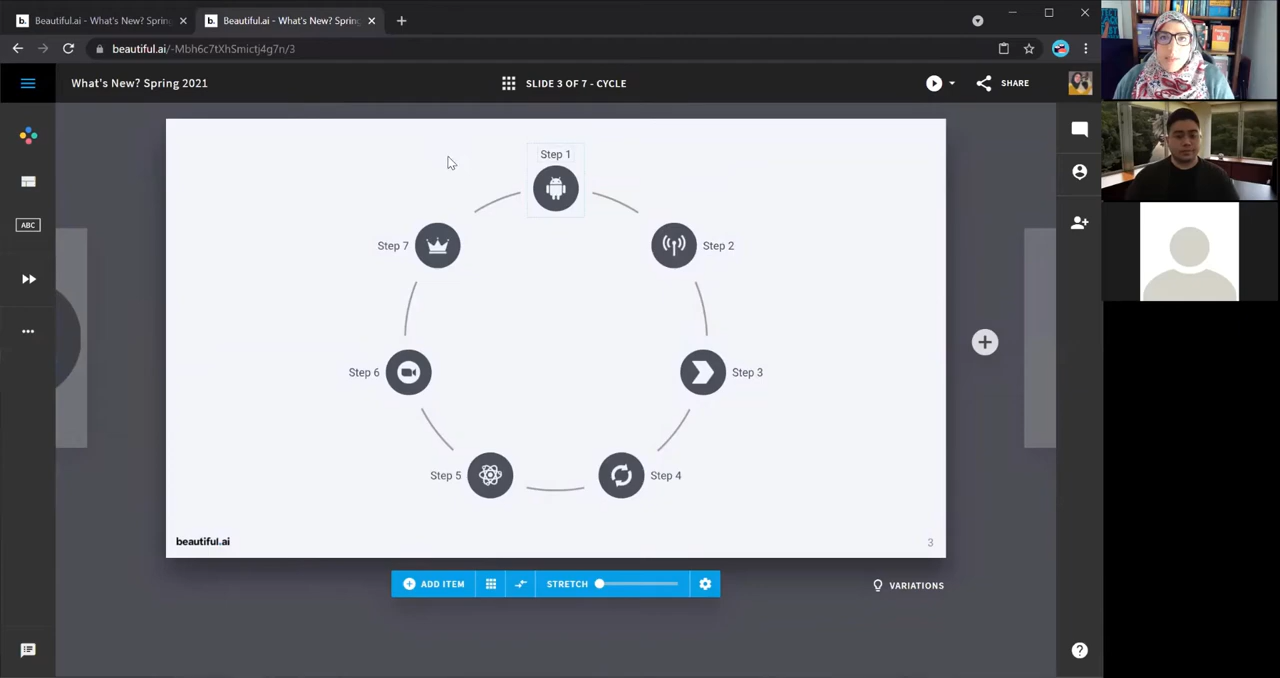 Beautiful.ai - What's New? Spring
Beautiful.ai - What's New? Spring
beautiful.ai/-Mbh6c7tXhSmictj4g7n/3
What's New? Spring 2021
SLIDE 3 OF 7 - CYCLE
SHARE
ABC
Step 1
Step 7
Step 2
Step 6
Step 3
Step 5
Step 4
beautiful.ai
3
ADD ITEM
STRETCH
VARIATIONS